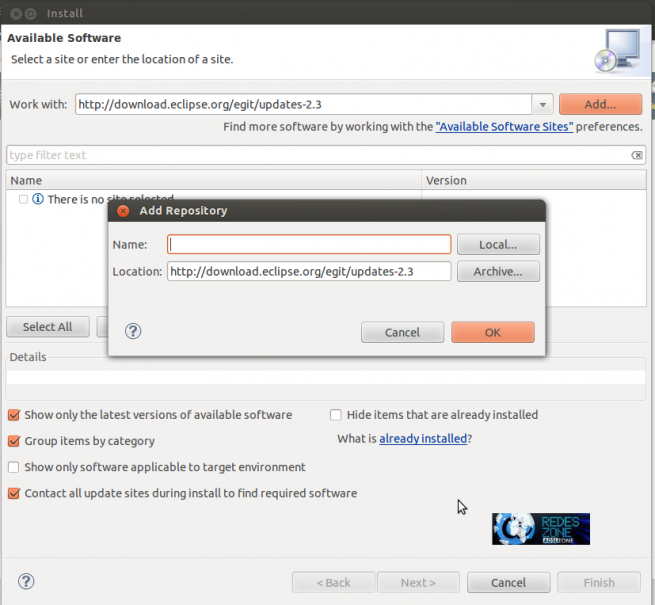 Install
Available Software
Select a site or enter the location of a site.
Work with: http://download.eclipse.org/egit/updates-2.3 Add...
Find more software by working with the "Available Software Sites" preferences.
type filter text
Name Version
There is no site selected
Add Repository
Name: Local...
Location: http://download.eclipse.org/egit/updates-2.3 Archive...
Cancel OK
Select All
Details
Show only the latest versions of available software Hide items that are already installed
Group items by category What is already installed?
Show only software applicable to target environment
Contact all update sites during install to find required software
REDES
ZONE
ADSLZONE
< Back Next > Cancel Finish